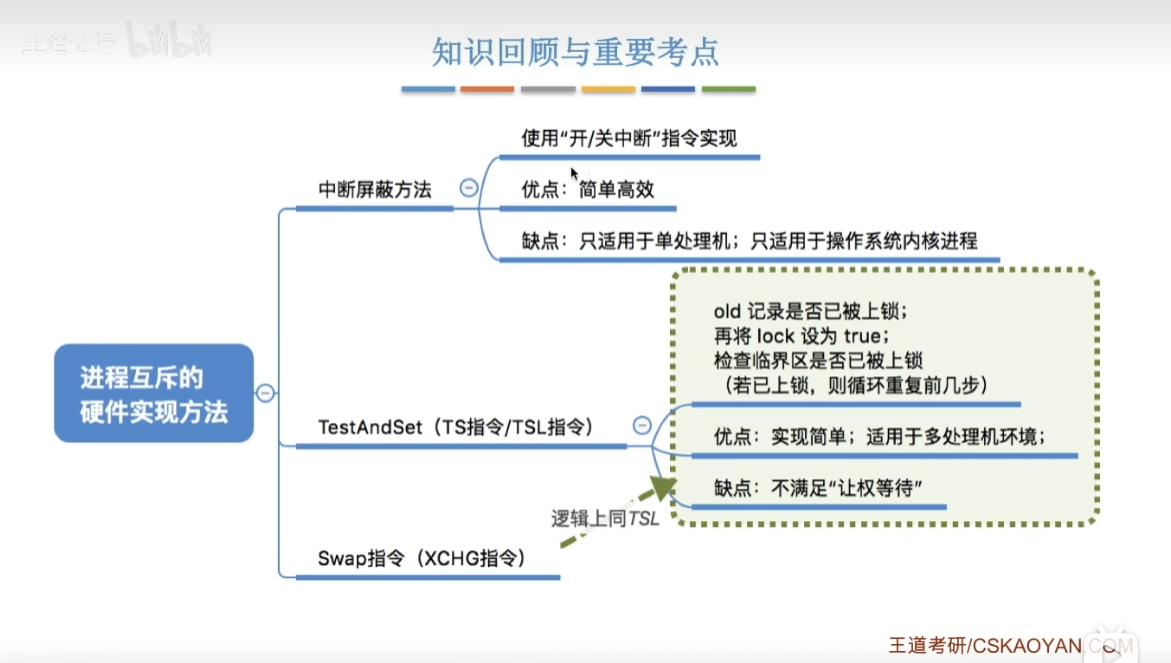 王道论坛 bilibili
知识回顾与重要考点
使用“开/关中断”指令实现
中断屏蔽方法
优点：简单高效
缺点：只适用于单处理机；只适用于操作系统内核进程
进程互斥的
硬件实现方法
old 记录是否已被上锁；
再将 lock 设为 true；
检查临界区是否已被上锁
（若已上锁，则循环重复前几步）
TestAndSet（TS指令/TSL指令）
优点：实现简单；适用于多处理机环境；
缺点：不满足“让权等待”
逻辑上同TSL
Swap指令（XCHG指令）
王道考研/CSKAOYAN.COM